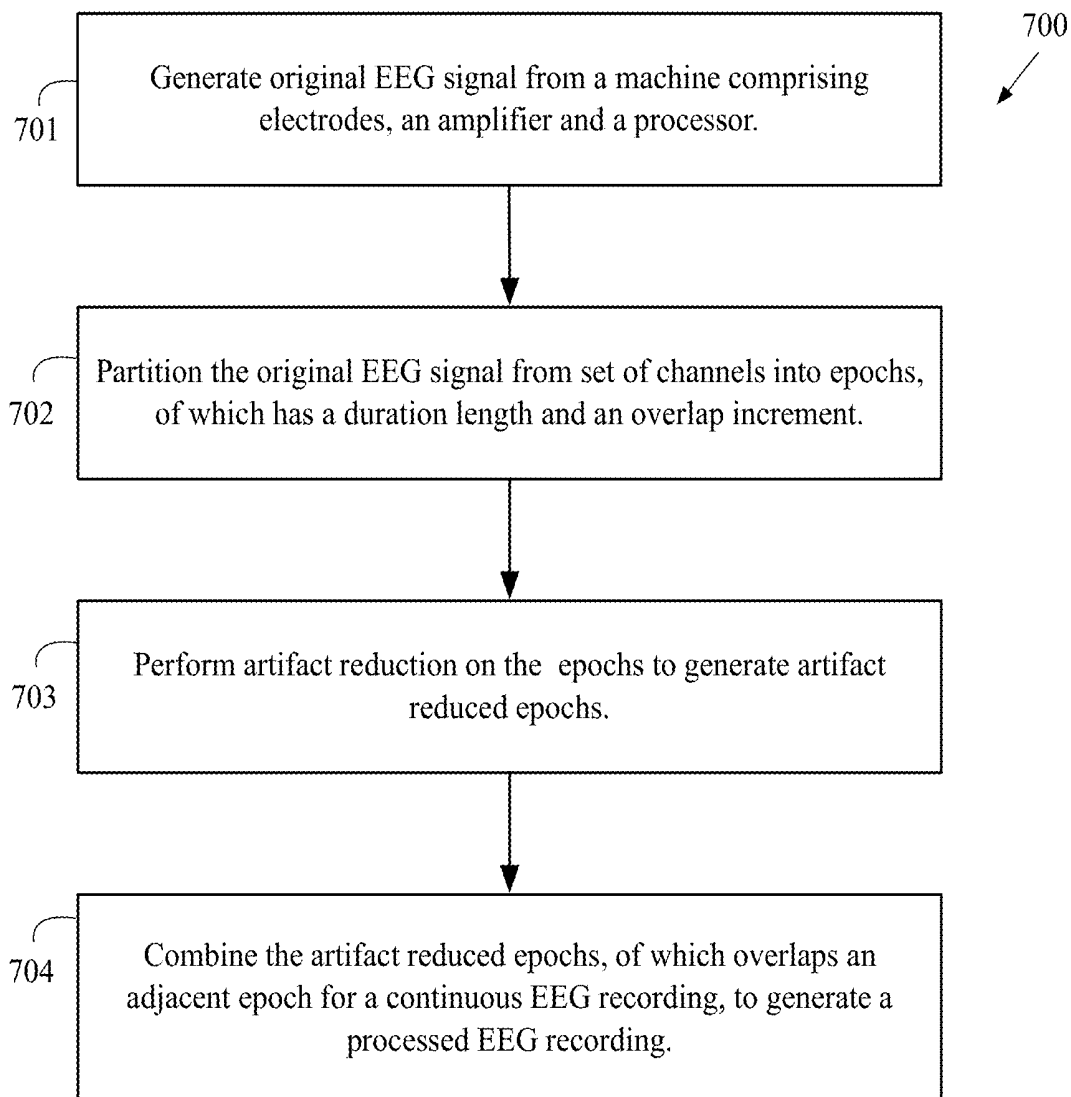 700
Generate original EEG signal from a machine comprising
electrodes, an amplifier and a processor.
701
Partition the original EEG signal from set of channels into epochs,
of which has a duration length and an overlap increment.
702
Perform artifact reduction on the epochs to generate artifact
reduced epochs.
703
Combine the artifact reduced epochs, of which overlaps an
adjacent epoch for a continuous EEG recording, to generate a
processed EEG recording.
704